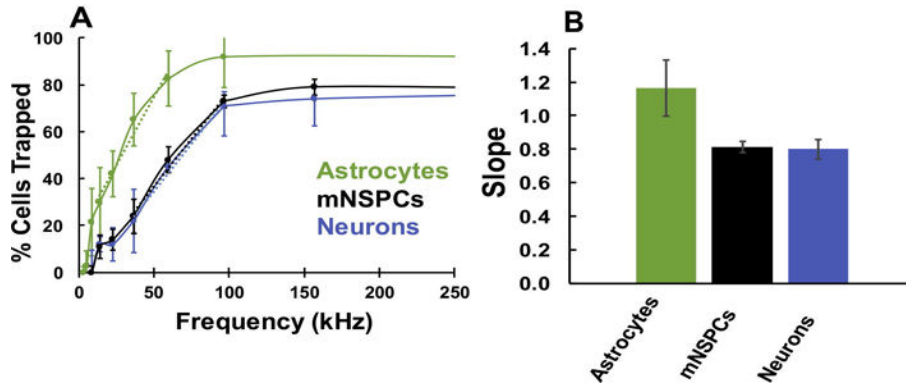 A
% Cells Trapped
100
80
60
40
20
0
0
50
100
150
200
250
Frequency (kHz)
Astrocytes
mNSPCs
Neurons
B
Slope
1.4
1.2
1.0
0.8
0.6
0.4
0.2
0.0
Astrocytes
mNSPCs
Neurons